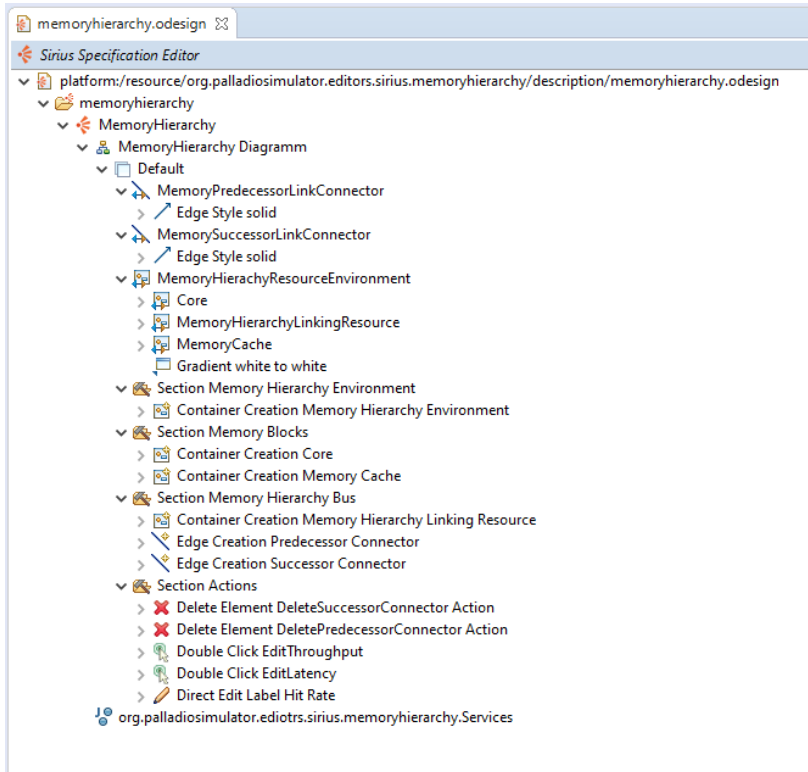 memoryhierarchy.odesign
Sirius Specification Editor
platform:/resource/org.palladiosimulator.editors.sirius.memoryhierarchy/description/memoryhierarchy.odesign
memoryhierarchy
MemoryHierarchy
MemoryHierarchy Diagramm
Default
MemoryPredecessorLinkConnector
Edge Style solid
MemorySuccessorLinkConnector
Edge Style solid
MemoryHierachyResourceEnvironment
Core
MemoryHierarchyLinkingResource
MemoryCache
Gradient white to white
Section Memory Hierarchy Environment
Container Creation Memory Hierarchy Environment
Section Memory Blocks
Container Creation Core
Container Creation Memory Cache
Section Memory Hierarchy Bus
Container Creation Memory Hierarchy Linking Resource
Edge Creation Predecessor Connector
Edge Creation Successor Connector
Section Actions
Delete Element DeleteSuccessorConnector Action
Delete Element DeletePredecessorConnector Action
Double Click EditThroughput
Double Click EditLatency
Direct Edit Label Hit Rate
org.palladiosimulator.ediotrs.sirius.memoryhierarchy.Services